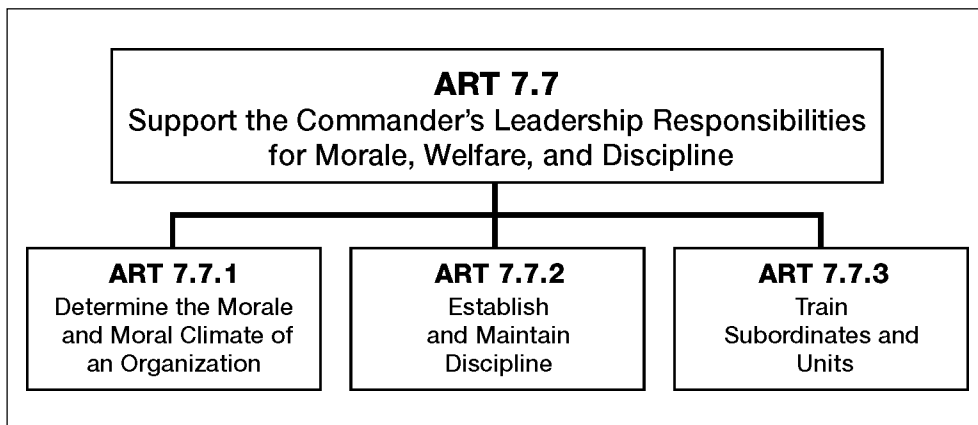 ART 7.7
Support the Commander's Leadership Responsibilities
for Morale, Welfare, and Discipline
ART 7.7.1
Determine the Morale
and Moral Climate of
an Organization
ART 7.7.2
Establish
and Maintain
Discipline
ART 7.7.3
Train
Subordinates and
Units